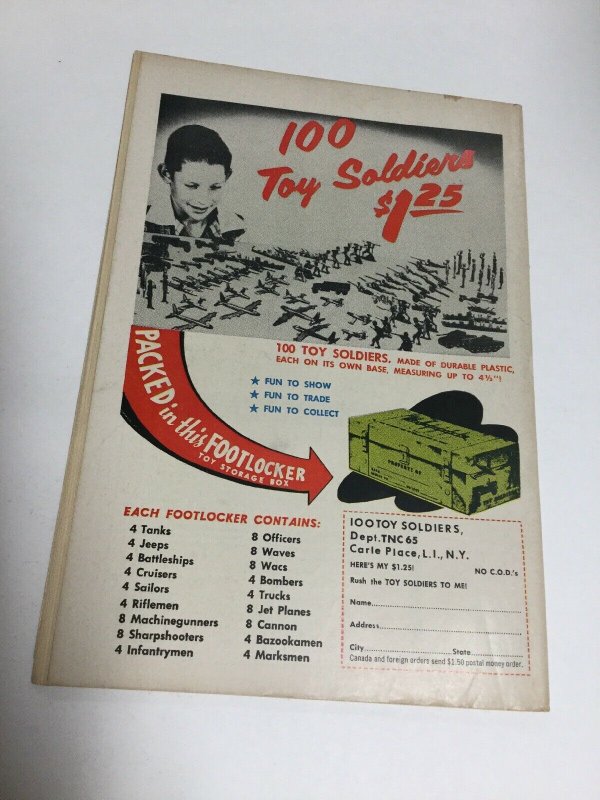 100
Toy Soldiers
$1.25
100 TOY SOLDIERS, MADE OF DURABLE PLASTIC,
EACH ON ITS OWN BASE, MEASURING UP TO 4½"!
★ FUN TO SHOW
★ FUN TO TRADE
★ FUN TO COLLECT
PACKED in this FOOTLOCKER
TOY STORAGE BOX
PROPERTY OF
EACH FOOTLOCKER CONTAINS:
4 Tanks
4 Jeeps
4 Battleships
4 Cruisers
4 Sailors
4 Riflemen
8 Machinegunners
8 Sharpshooters
4 Infantrymen
8 Officers
8 Waves
8 Wacs
4 Bombers
4 Trucks
8 Jet Planes
8 Cannon
4 Bazookamen
4 Marksmen
100 TOY SOLDIERS,
Dept. TNC 65
Carle Place, L.I., N.Y.
HERE'S MY $1.25! NO C.O.D.'s
Rush the TOY SOLDIERS TO ME!
Name
Address
City State
Canada and foreign orders send $1.50 postal money order.